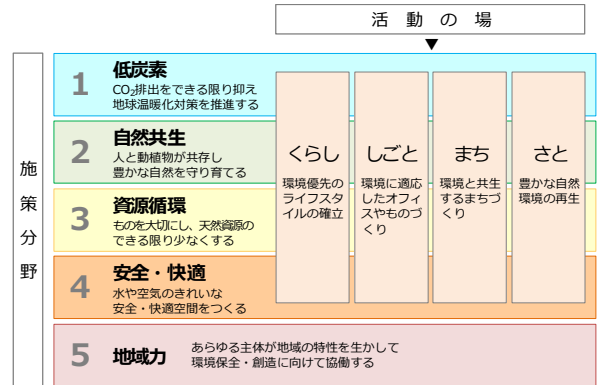 活動の場
▼
施策分野
1
低炭素
CO₂排出をできる限り抑え
地球温暖化対策を推進する
2
自然共生
人と動植物が共存し
豊かな自然を守り育てる
3
資源循環
ものを大切にし、天然資源の
できる限り少なくする
4
安全・快適
水や空気のきれいな
安全・快適空間をつくる
5
地域力
あらゆる主体が地域の特性を生かして
環境保全・創造に向けて協働する
くらし
環境優先の
ライフスタ
イルの確立
しごと
環境に適応
したオフィ
スやものづ
くり
まち
環境と共生
するまちづ
くり
さと
豊かな自然
環境の再生